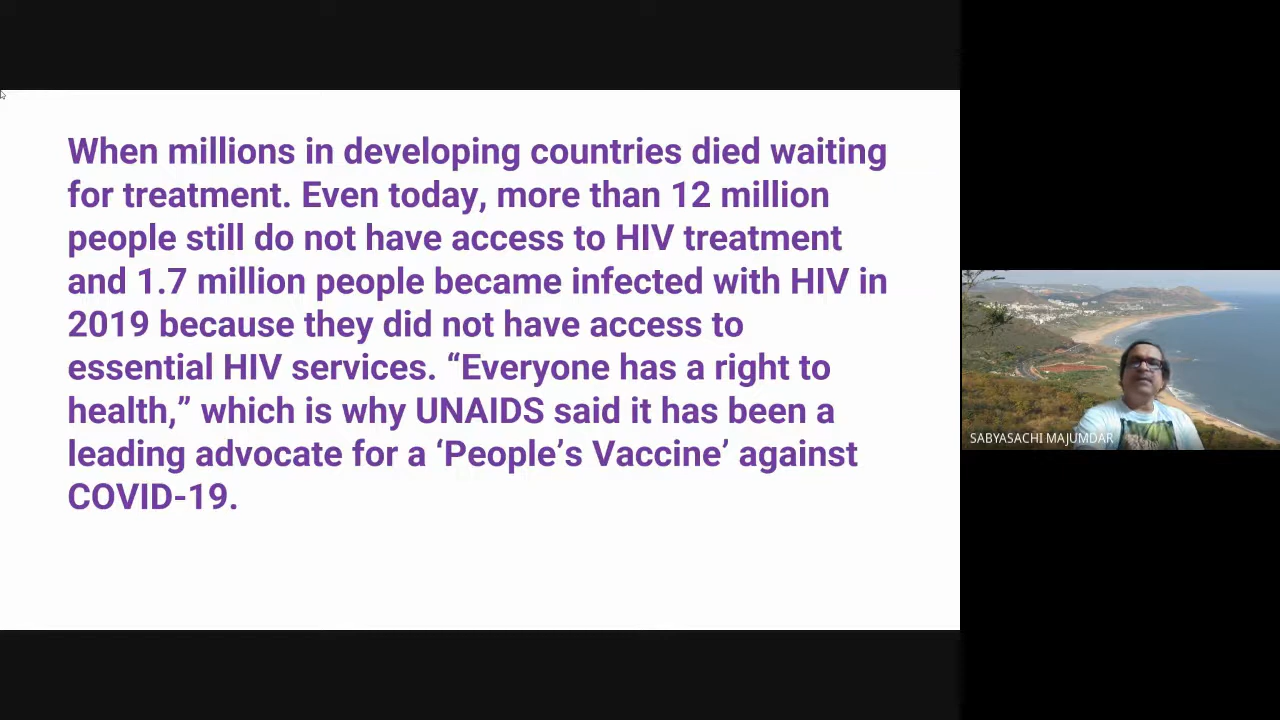 When millions in developing countries died waiting
for treatment. Even today, more than 12 million
people still do not have access to HIV treatment
and 1.7 million people became infected with HIV in
2019 because they did not have access to
essential HIV services. “Everyone has a right to
health,” which is why UNAIDS said it has been a
leading advocate for a ‘People’s Vaccine’ against
COVID-19.
SABYASACHI MAJUMDAR